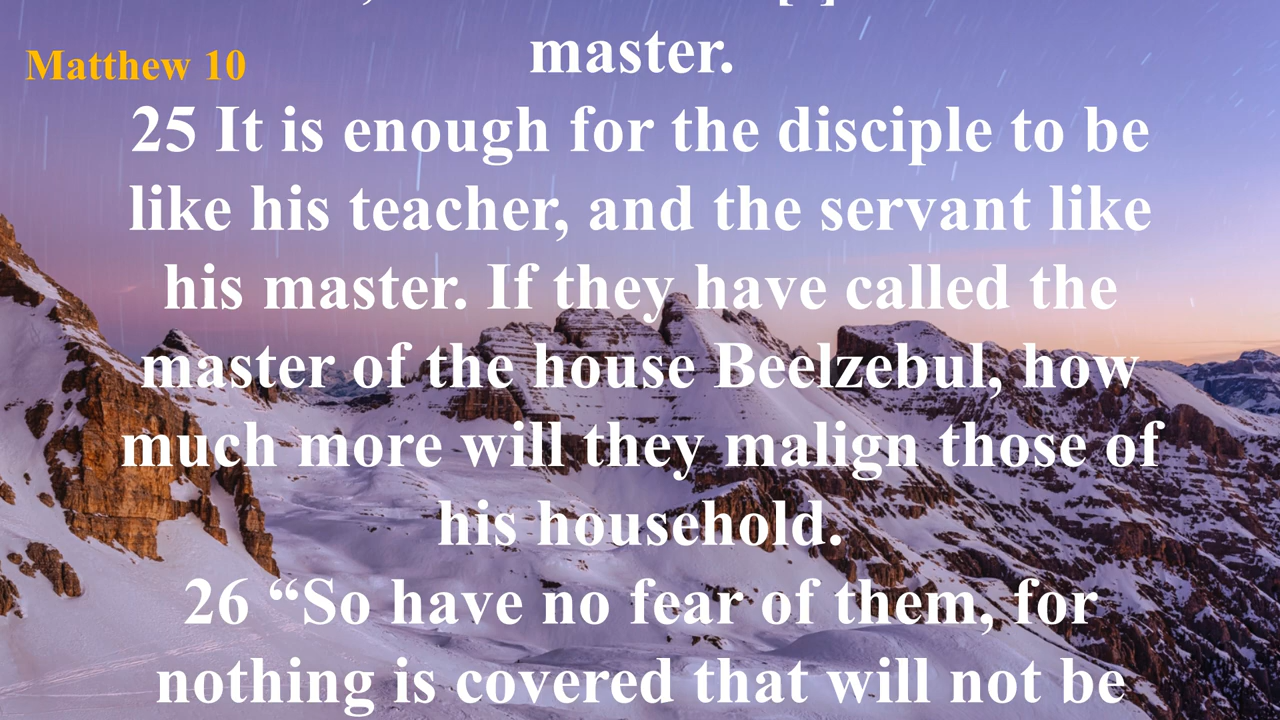 Matthew 10
master.
25 It is enough for the disciple to be
like his teacher, and the servant like
his master. If they have called the
master of the house Beelzebul, how
much more will they malign those of
his household.
26 “So have no fear of them, for
nothing is covered that will not be